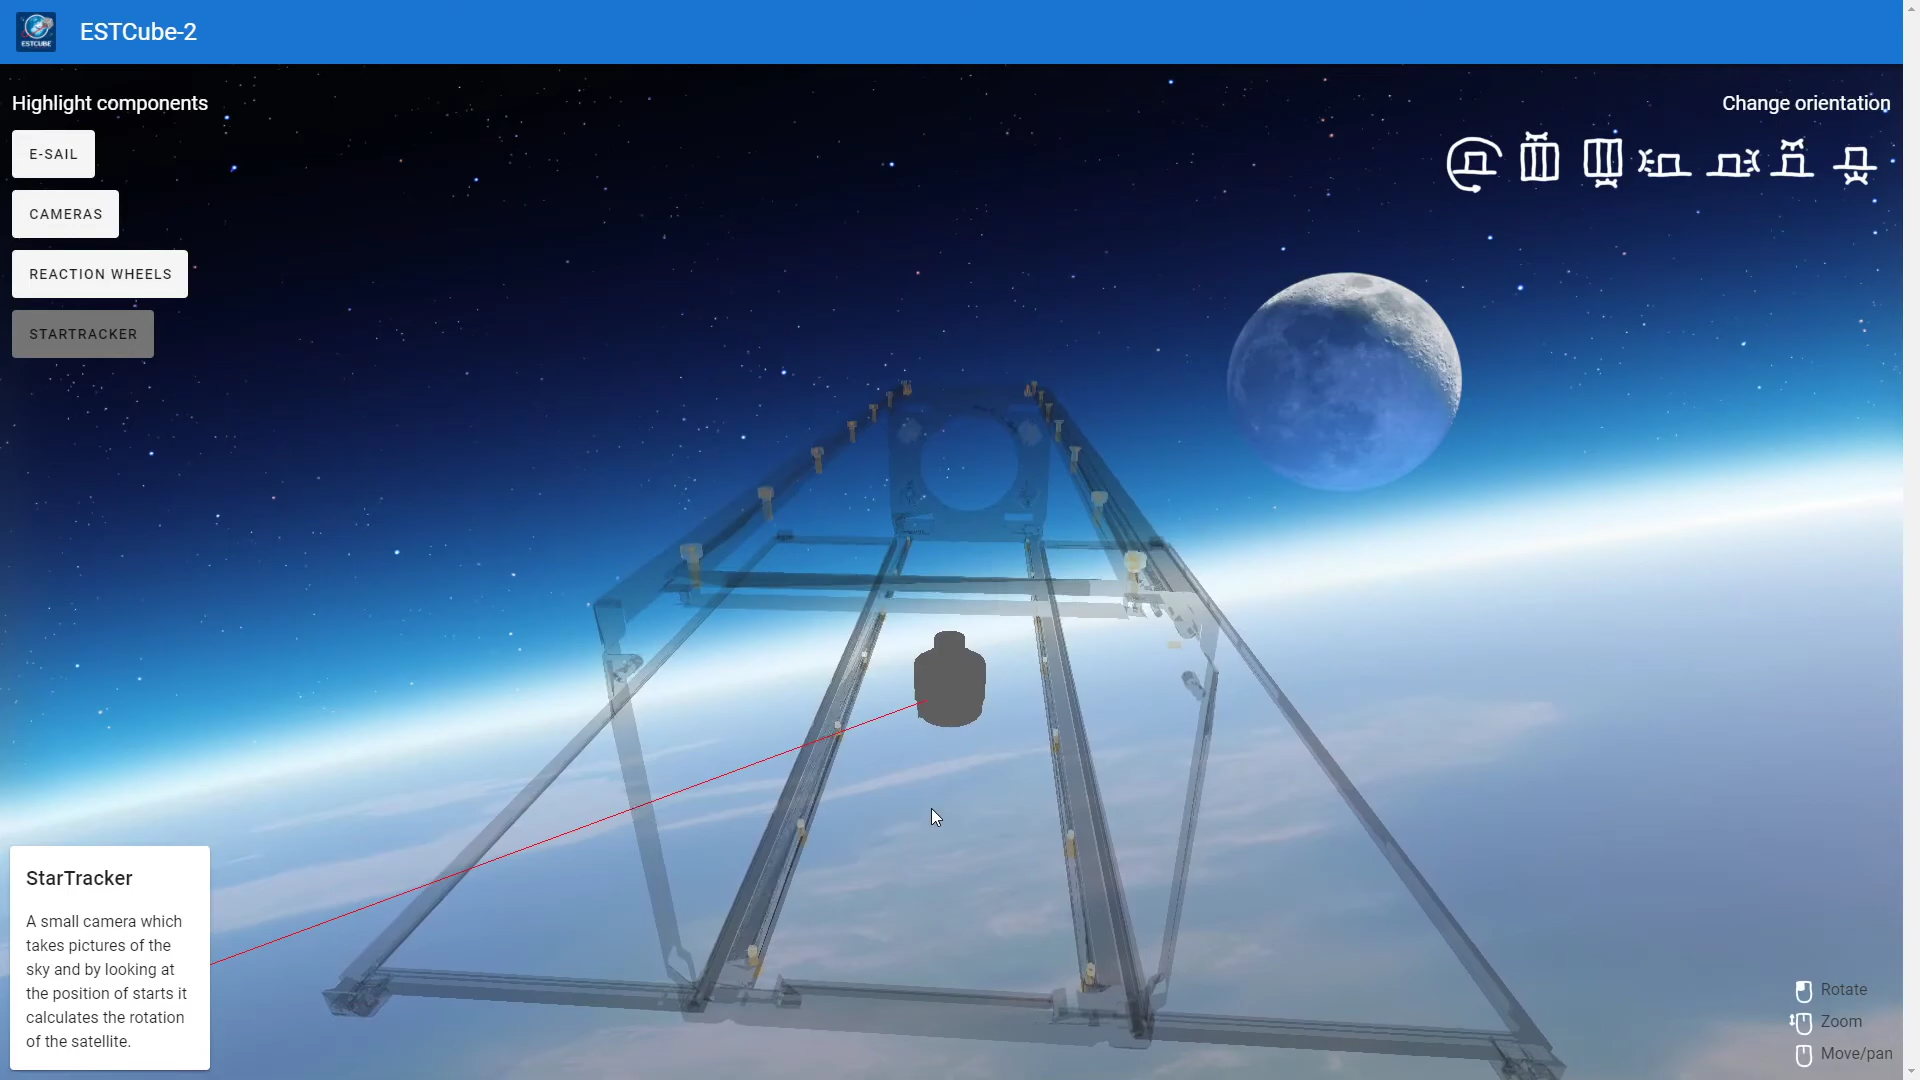 ESTCUBE
ESTCube-2
Highlight components
Change orientation
E-SAIL
CAMERAS
REACTION WHEELS
STARTRACKER
StarTracker
A small camera which
takes pictures of the
sky and by looking at
the position of starts it
calculates the rotation
of the satellite.
Rotate
Zoom
Move/pan